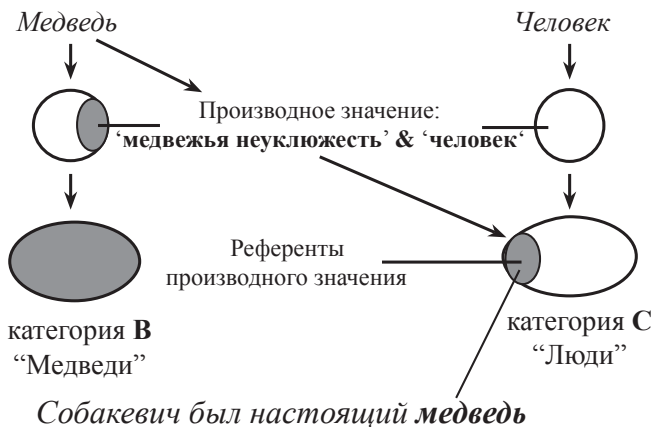 Медведь
Человек
Производное значение:
‘медвежья неуклюжесть’ & ‘человек‘
Референты
производного значения
категория В
“Медведи”
категория С
“Люди”
Собакевич был настоящий медведь